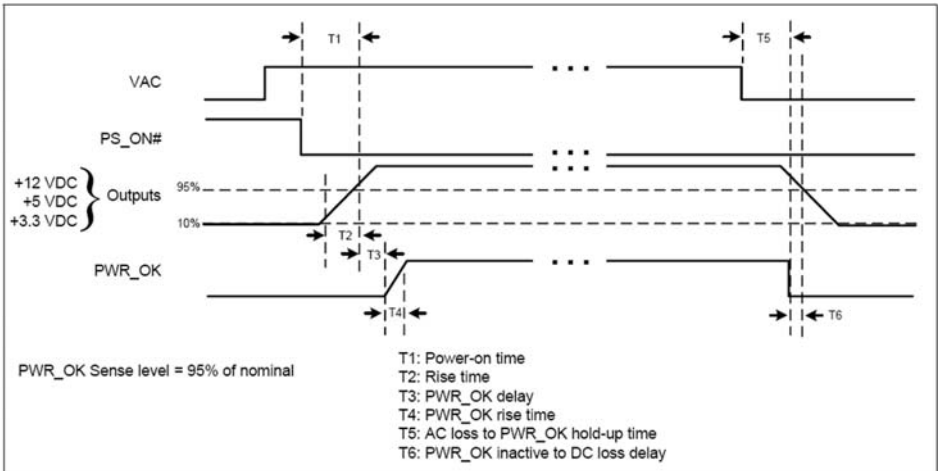 T1
T5
VAC
PS_ON#
+12 VDC
+5 VDC
+3.3 VDC
Outputs
95%
10%
T2
T3
PWR_OK
T4
T6
PWR_OK Sense level = 95% of nominal
T1: Power-on time
T2: Rise time
T3: PWR_OK delay
T4: PWR_OK rise time
T5: AC loss to PWR_OK hold-up time
T6: PWR_OK inactive to DC loss delay